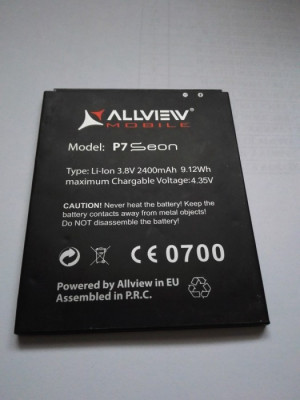 ALLVIEW
MOBILE
Model: P7 Seon
Type: Li-Ion 3.8V 2400mAh 9.12Wh
maximum Chargable Voltage:4.35V
CAUTION! Never heat the battery! Keep the
battery contacts away from metal objects!
Do NOT disassemble the battery!
CE 0700
Powered by Allview in EU
Assembled in P.R.C.